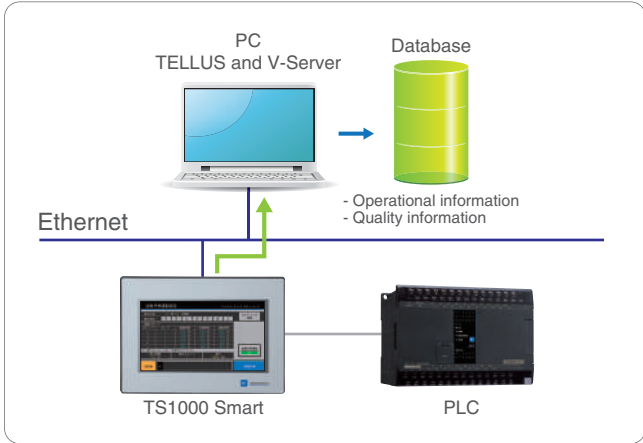 PC
TELLUS and V-Server
Database
- Operational information
- Quality information
Ethernet
TS1000 Smart
PLC